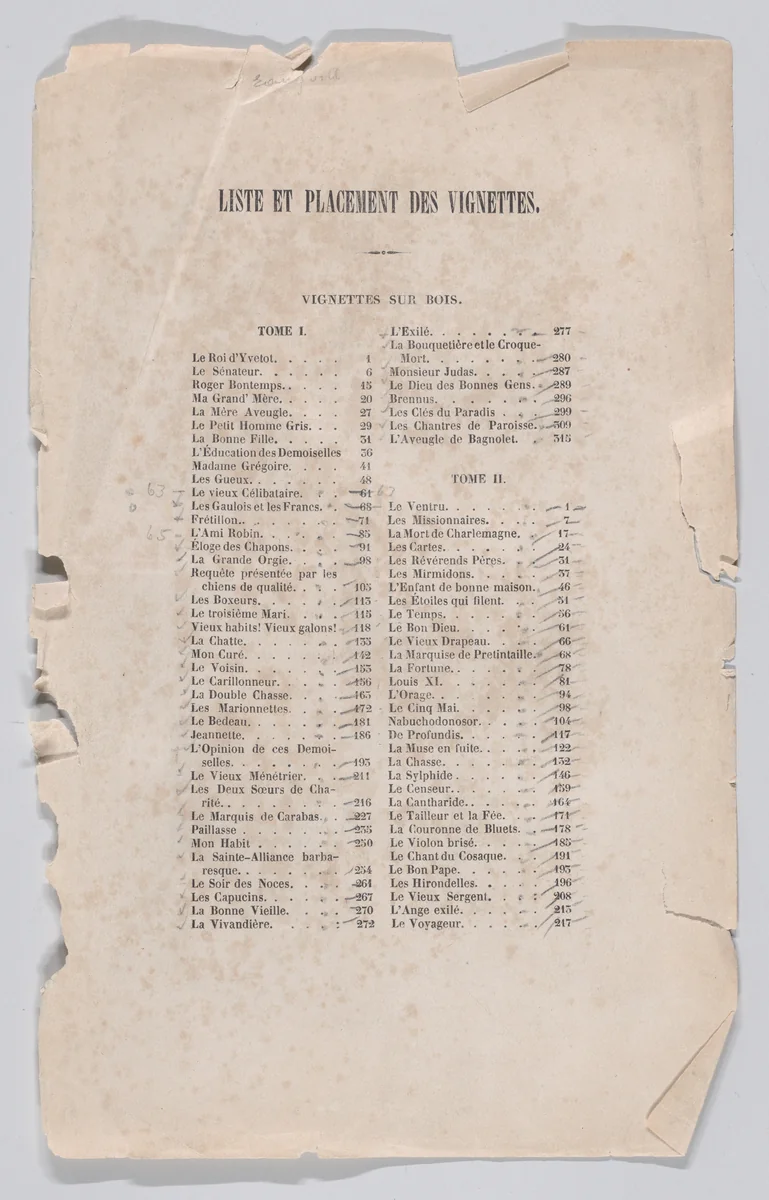 LISTE ET PLACEMENT DES VIGNETTES.
VIGNETTES SUR BOIS.
TOME I.
Le Roi d'Yvetot. . . . . . 1
Le Sénateur. . . . . . 6
Roger Bontemps. . . . . 15
Ma Grand' Mère. . . . . 20
La Mère Aveugle. . . . 27
Le Petit Homme Gris. . . 29
La Bonne Fille. . . . . 31
L'Éducation des Demoiselles 36
Madame Grégoire. . . . 41
Les Gueux. . . . . . . 48
63 Le vieux Célibataire. . . 61 63
Les Gaulois et les Francs. . 68
Frétillon. . . . . . . 71
65 L'Ami Robin. . . . . 85
Éloge des Chapons. . . . 91
La Grande Orgie. . . . 98
Requête présentée par les
chiens de qualité. . . . 105
Les Boxeurs. . . . . . 113
Le troisième Mari. . . . 115
Vieux habits! Vieux galons! . 118
La Chatte. . . . . . . 135
Mon Curé. . . . . . . 142
Le Voisin. . . . . . . 153
Le Carillonneur. . . . . 156
La Double Chasse. . . . 165
Les Marionnettes. . . . 172
Le Bedeau. . . . . . . 181
Jeannette. . . . . . . 186
L'Opinion de ces Demoi-
selles. . . . . . . . 195
Le Vieux Ménétrier. . . . 211
Les Deux Sœurs de Cha-
rité. . . . . . . . . 216
Le Marquis de Carabas. . 227
Paillasse . . . . . . . 235
Mon Habit . . . . . . 250
La Sainte-Alliance barba-
resque. . . . . . . . 254
Le Soir des Noces. . . . 261
Les Capucins. . . . . . 267
La Bonne Vieille. . . . 270
La Vivandière. . . . : 272
L'Exilé. . . . . . . . . 277
La Bouquetière et le Croque-
Mort. . . . . . . . 280
Monsieur Judas. . . . . 287
Le Dieu des Bonnes Gens. . 289
Brennus. . . . . . . . 296
Les Clés du Paradis . . . 299
Les Chantres de Paroisse. . 309
L'Aveugle de Bagnolet. . 315
TOME II.
Le Ventru. . . . . . . 1
Les Missionnaires. . . . 7
La Mort de Charlemagne. . 17
Les Cartes. . . . . . . 24
Les Révérends Pères. . . 31
Les Mirmidons. . . . . 37
L'Enfant de bonne maison. . 46
Les Étoiles qui filent. . . 51
Le Temps. . . . . . . 56
Le Bon Dieu. . . . . . 61
Le Vieux Drapeau. . . . 66
La Marquise de Pretintaille. . 68
La Fortune. . . . . . . 78
Louis XI. . . . . . . 81
L'Orage. . . . . . . . 94
Le Cinq Mai. . . . . . 98
Nabuchodonosor. . . . . 104
De Profundis. . . . . . 117
La Muse en fuite. . . . . 122
La Chasse. . . . . . . 132
La Sylphide . . . . . . 146
Le Censeur. . . . . . . 159
La Cantharide. . . . . . 164
Le Tailleur et la Fée. . . 171
La Couronne de Bluets. . . 178
Le Violon brisé. . . . . 185
Le Chant du Cosaque. . . 191
Le Bon Pape. . . . . . 193
Les Hirondelles. . . . . 196
Le Vieux Sergent. . . : 208
L'Ange exilé. . . . . . 213
Le Voyageur. . . . . . 217